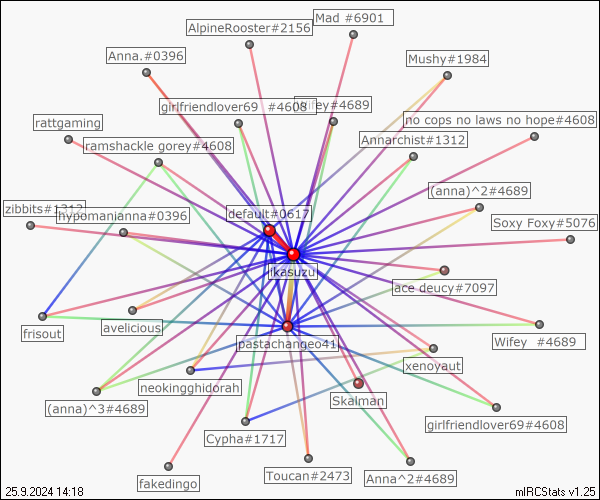 Mad #6901
AlpineRooster#2156
Anna.#0396
Mushy#1984
girlfriendlover69 #4608
#4689
rattgaming
no cops no laws no hope#4608
ramshackle gorey#4608
Annarchist#1312
(anna)^2#4689
zibbits#1312
hypomanianna#0396
default#0617
Soxy Foxy#5076
ikasuzu
ace deucy#7097
frisout
avelicious
pastachangeo41
Wifey #4689
xenoyaut
neokingghidorah
Skalman
(anna)^3#4689
girlfriendlover69#4608
Cypha#1717
fakedingo
Toucan#2473
Anna^2#4689
25.9.2024 14:18
mIRCStats v1.25